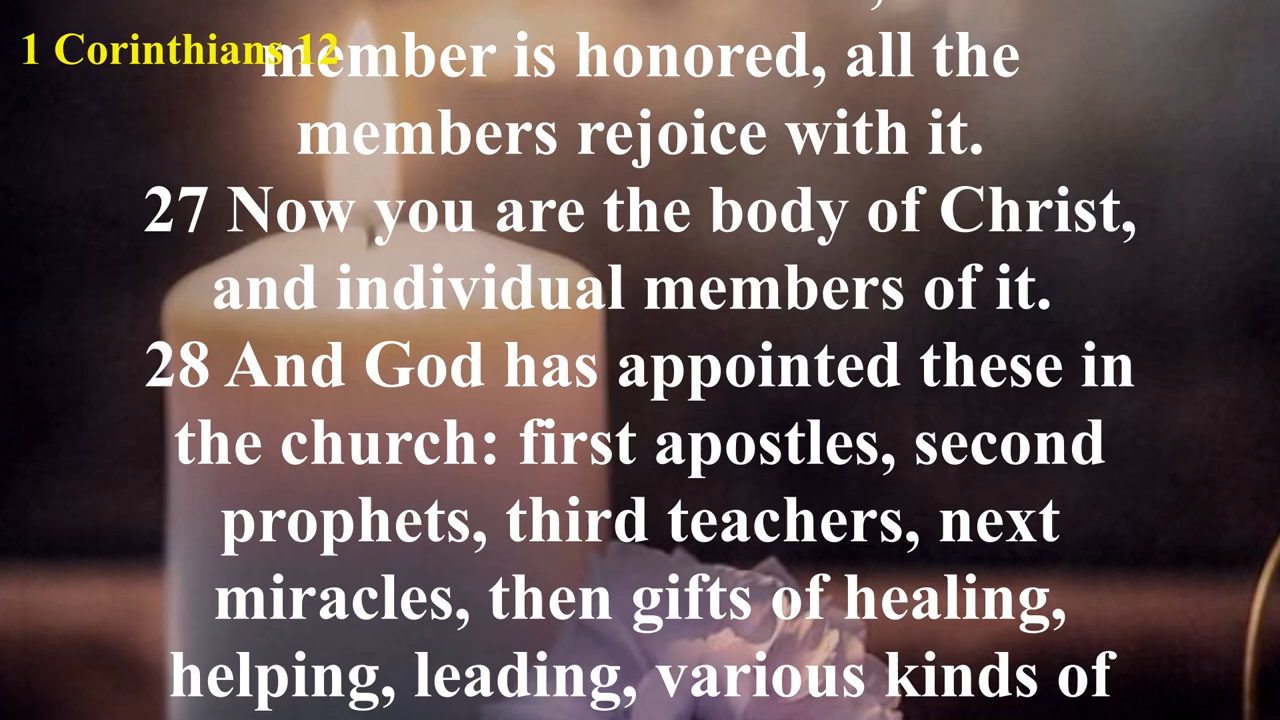 1 Corinthians 12
member is honored, all the
members rejoice with it.
27 Now you are the body of Christ,
and individual members of it.
28 And God has appointed these in
the church: first apostles, second
prophets, third teachers, next
miracles, then gifts of healing,
helping, leading, various kinds of